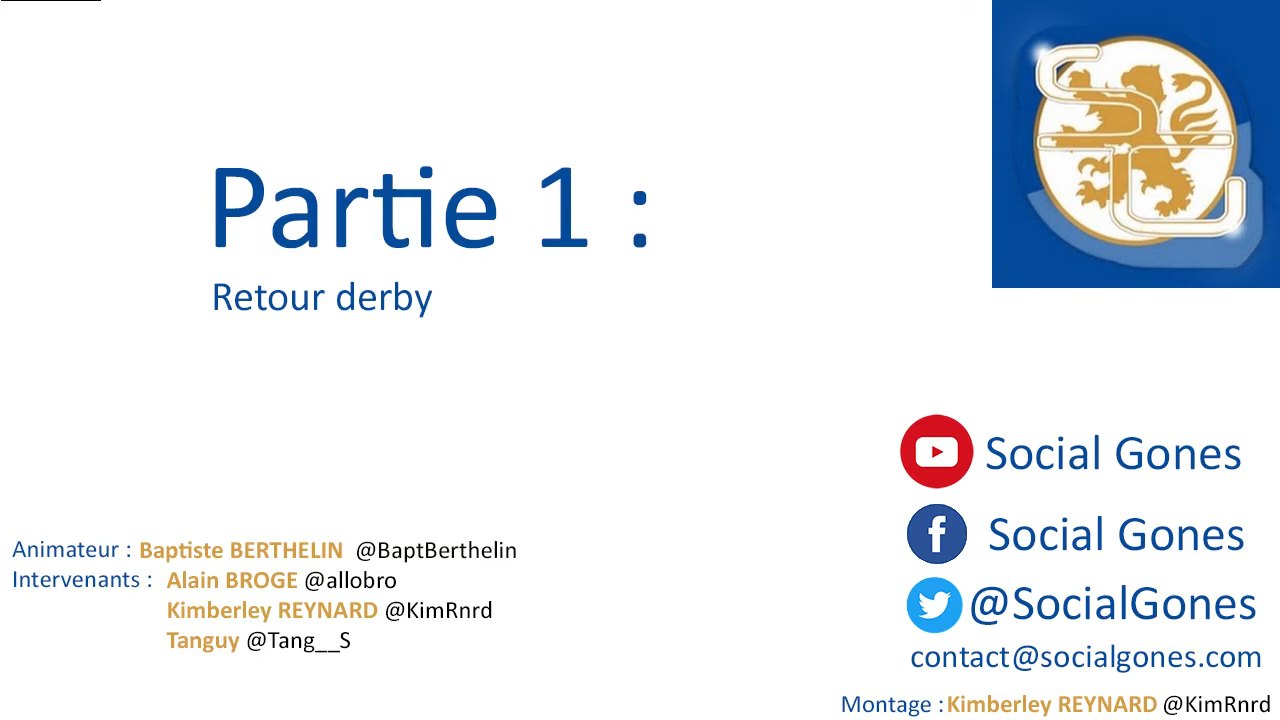 Partie 1 :
Retour derby
SG
Social Gones
Social Gones
@SocialGones
contact@socialgones.com
Animateur : Baptiste BERTHELIN @BaptBerthelin
Intervenants : Alain BROGE @allobro
Kimberley REYNARD @KimRnrd
Tanguy @Tang__S
Montage : Kimberley REYNARD @KimRnrd